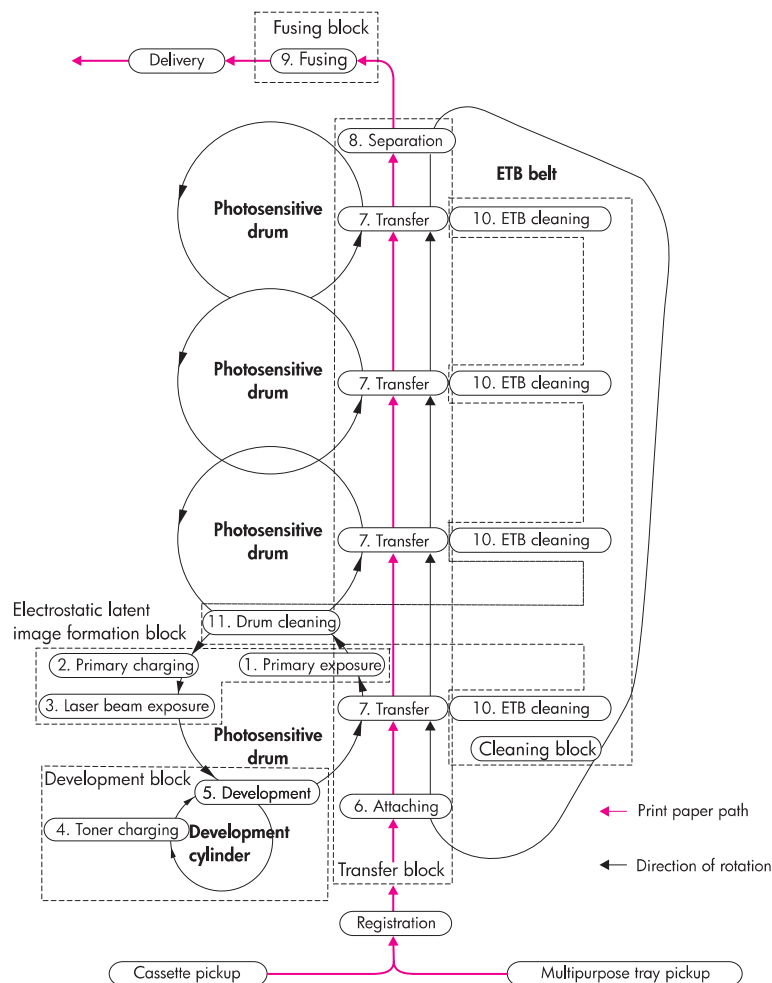 Fusing block
Delivery
9. Fusing
8. Separation
ETB belt
Photosensitive
drum
7. Transfer
10. ETB cleaning
Photosensitive
drum
7. Transfer
10. ETB cleaning
Photosensitive
drum
7. Transfer
10. ETB cleaning
Electrostatic latent
image formation block
11. Drum cleaning
2. Primary charging
1. Primary exposure
3. Laser beam exposure
7. Transfer
10. ETB cleaning
Photosensitive
drum
Cleaning block
Development block
5. Development
4. Toner charging
Development
cylinder
6. Attaching
Print paper path
Transfer block
Direction of rotation
Registration
Cassette pickup
Multipurpose tray pickup